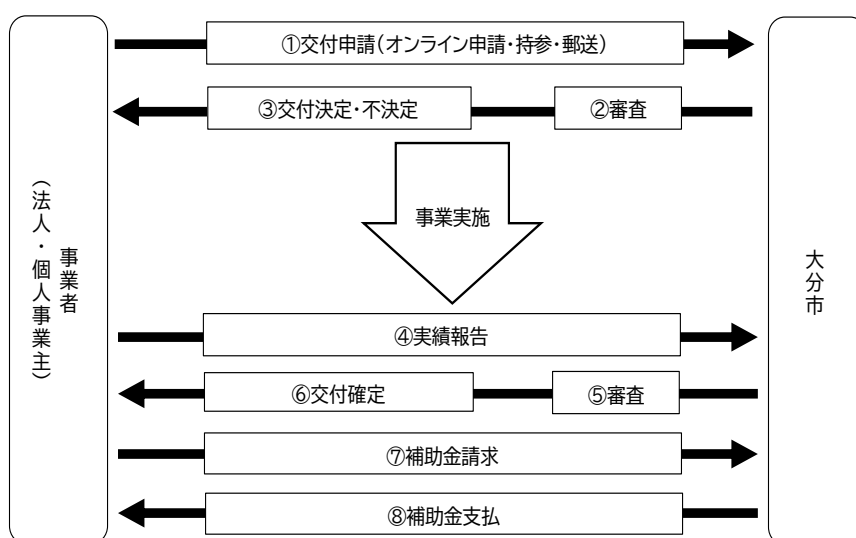 ①交付申請(オンライン申請・持参・郵送)
③交付決定・不決定
②審査
事業実施
事業者
(法人・個人事業主)
大分市
④実績報告
⑥交付確定
⑤審査
⑦補助金請求
⑧補助金支払